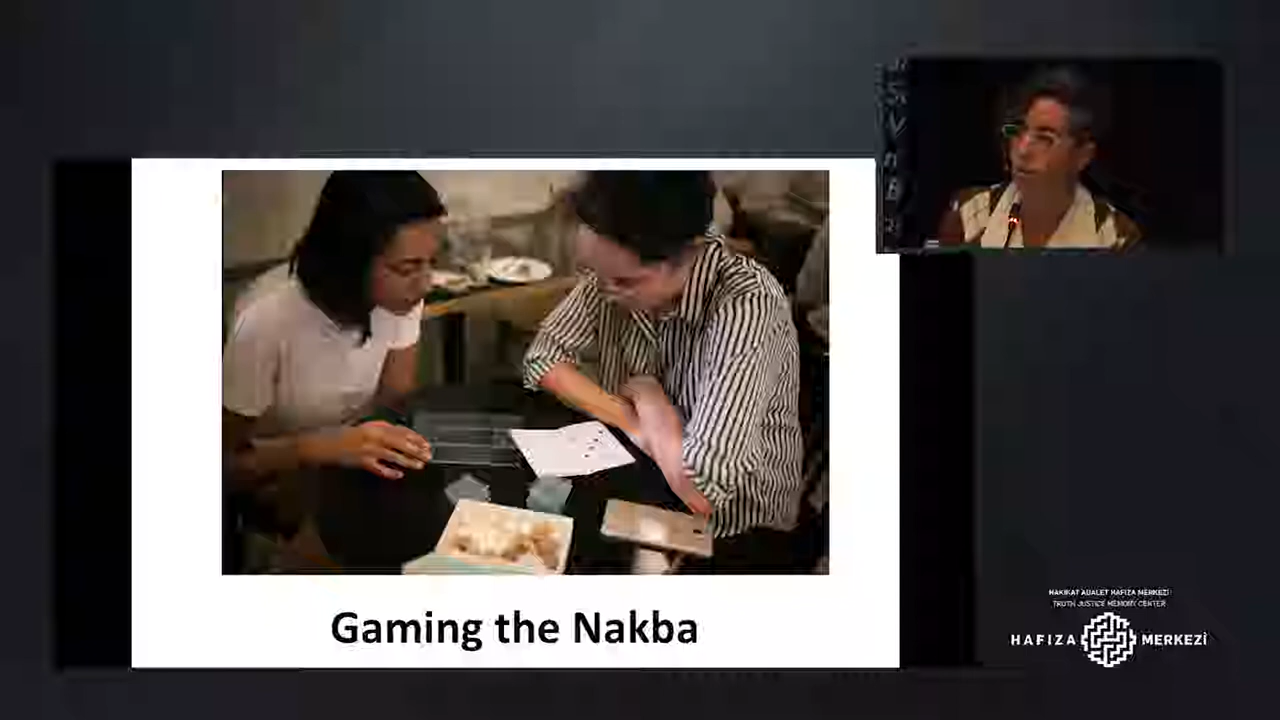 Gaming the Nakba
HAKİKAT ADALET HAFIZA MERKEZİ
TRUTH JUSTICE MEMORY CENTER
HAFIZA MERKEZİ